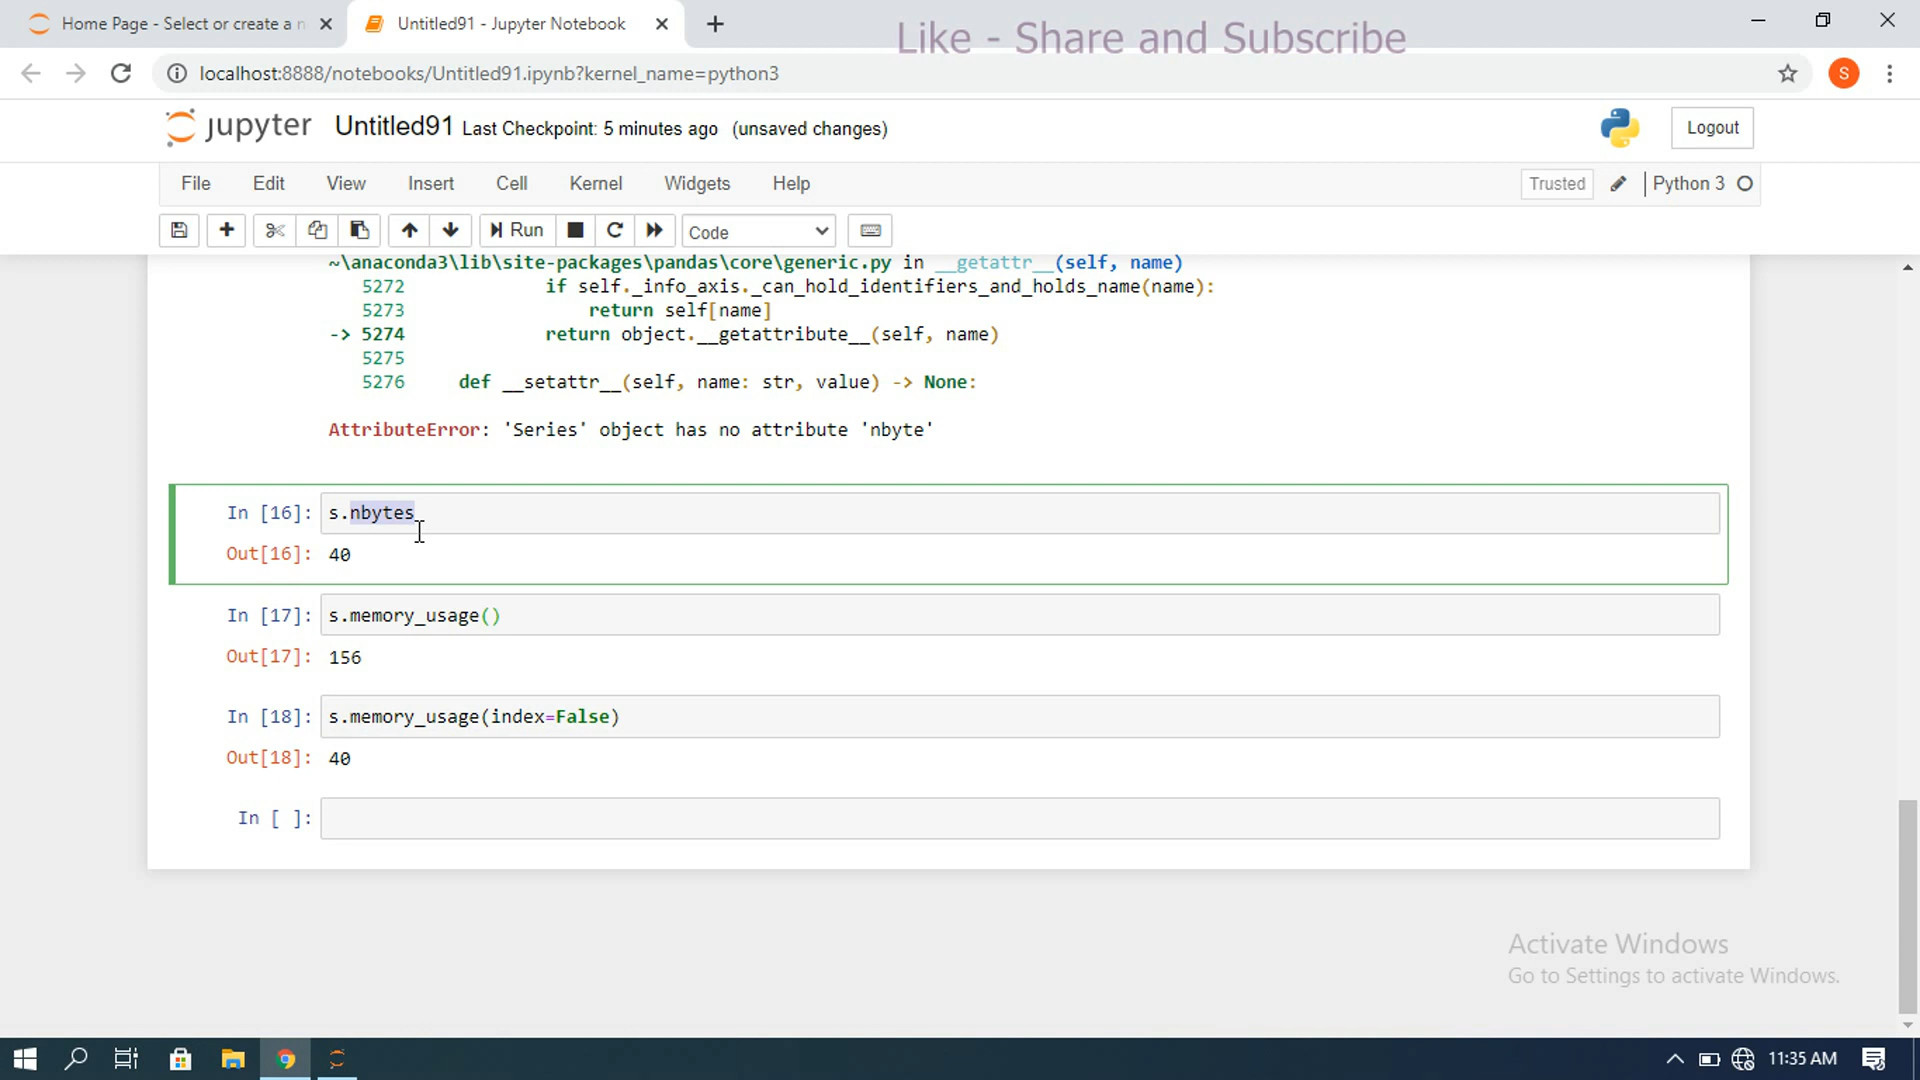 Home Page - Select or create a n
Untitled91 - Jupyter Notebook
Like - Share and Subscribe
localhost:8888/notebooks/Untitled91.ipynb?kernel_name=python3
S
jupyter Untitled91 Last Checkpoint: 5 minutes ago (unsaved changes)
Logout
File Edit View Insert Cell Kernel Widgets Help
Trusted
Python 3
Run
Code
~\anaconda3\lib\site-packages\pandas\core\generic.py in __getattr__(self, name)
5272 if self._info_axis._can_hold_identifiers_and_holds_name(name):
5273 return self[name]
-> 5274 return object.__getattribute__(self, name)
5275
5276 def __setattr__(self, name: str, value) -> None:
AttributeError: 'Series' object has no attribute 'nbyte'
In [16]: s.nbytes
Out[16]: 40
In [17]: s.memory_usage()
Out[17]: 156
In [18]: s.memory_usage(index=False)
Out[18]: 40
In [ ]:
Activate Windows
Go to Settings to activate Windows.
11:35 AM